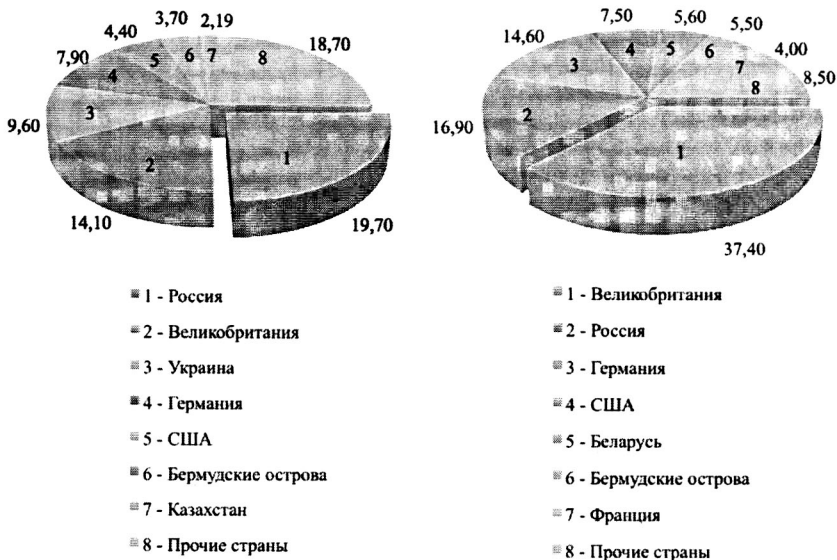 3,70 2,19
4,40
18,70
7,90
5 6 7 8
4
9,60
3
2
1
14,10
19,70
1 - Россия
2 - Великобритания
3 - Украина
4 - Германия
5 - США
6 - Бермудские острова
7 - Казахстан
8 - Прочие страны
7,50 5,60 5,50
14,60
4,00
8,50
4 5 6
3
7
8
16,90
2
1
37,40
1 - Великобритания
2 - Россия
3 - Германия
4 - США
5 - Беларусь
6 - Бермудские острова
7 - Франция
8 - Прочие страны